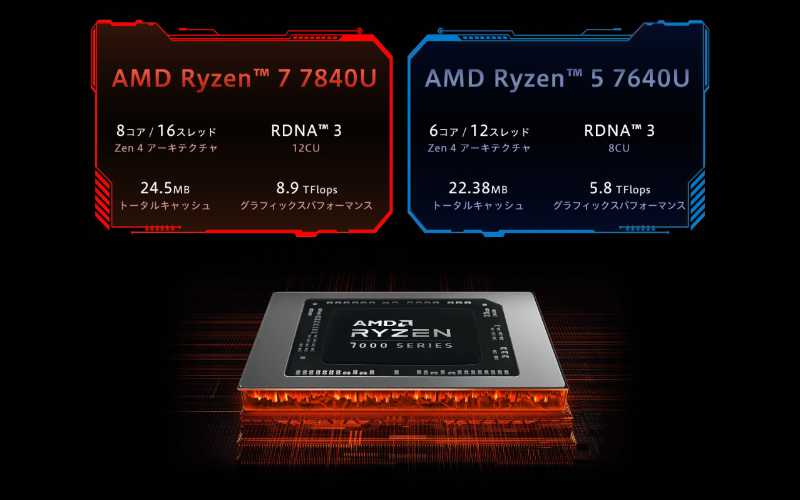 AMD Ryzen™ 7 7840U
8コア / 16スレッド
Zen 4 アーキテクチャ
RDNA™ 3
12CU
24.5MB
トータルキャッシュ
8.9 TFlops
グラフィックスパフォーマンス
AMD Ryzen™ 5 7640U
6コア / 12スレッド
Zen 4 アーキテクチャ
RDNA™ 3
8CU
22.38MB
トータルキャッシュ
5.8 TFlops
グラフィックスパフォーマンス
AMD
RYZEN
7000 SERIES